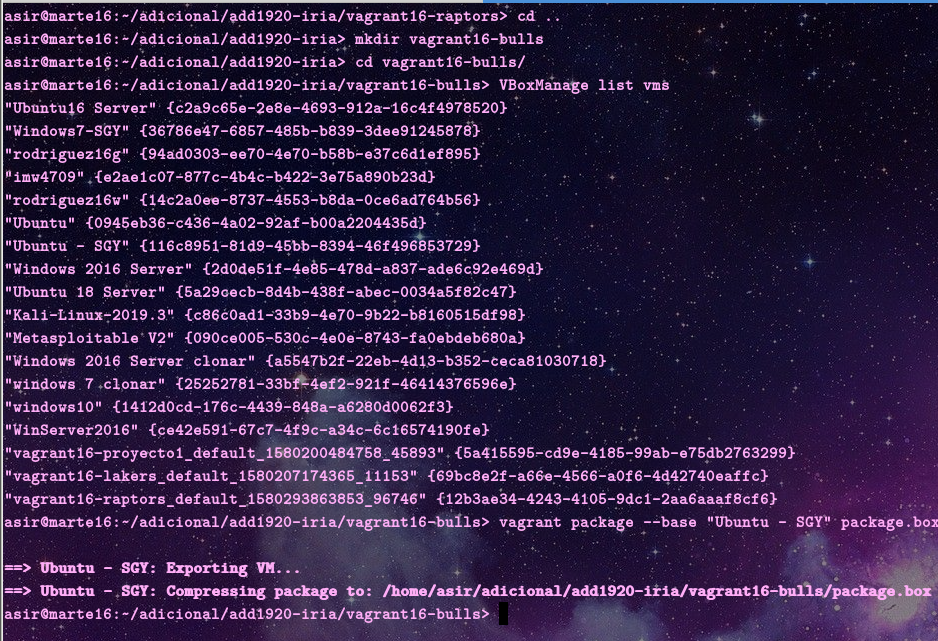 asir@marte16:~/adicional/add1920-iria/vagrant16-raptors> cd ..
asir@marte16:~/adicional/add1920-iria> mkdir vagrant16-bulls
asir@marte16:~/adicional/add1920-iria> cd vagrant16-bulls/
asir@marte16:~/adicional/add1920-iria/vagrant16-bulls> VBoxManage list vms
"Ubuntu16 Server" {c2a9c65e-2e8e-4693-912a-16c4f4978520}
"Windows7-SGY" {36786e47-6857-485b-b839-3dee91245878}
"rodriguez16g" {94ad0303-ee70-4e70-b58b-e37c6d1ef895}
"imw4709" {e2ae1c07-877c-4b4c-b422-3e75a890b23d}
"rodriguez16w" {14c2a0ee-8737-4553-b8da-0ce6ad764b56}
"Ubuntu" {0945eb36-c436-4a02-92af-b00a2204435d}
"Ubuntu - SGY" {116c8951-81d9-45bb-8394-46f496853729}
"Windows 2016 Server" {2d0de51f-4e85-478d-a837-ade6c92e469d}
"Ubuntu 18 Server" {5a29cecb-8d4b-438f-abec-0034a5f82c47}
"Kali-Linux-2019.3" {c86c0ad1-33b9-4e70-9b22-b8160515df98}
"Metasploitable V2" {090ce005-530c-4e0e-8743-fa0ebdeb680a}
"Windows 2016 Server clonar" {a5547b2f-22eb-4d13-b352-ceca81030718}
"windows 7 clonar" {25252781-33bf-4ef2-921f-46414376596e}
"windows10" {1412d0cd-176c-4439-848a-a6280d0062f3}
"WinServer2016" {ce42e591-67c7-4f9c-a34c-6c16574190fe}
"vagrant16-proyecto1_default_1580200484758_45893" {5a415595-cd9e-4185-99ab-e75db2763299}
"vagrant16-lakers_default_1580207174365_11153" {69bc8e2f-a66e-4566-a0f6-4d42740eaffc}
"vagrant16-raptors_default_1580293863853_96746" {12b3ae34-4243-4105-9dc1-2aa6aaaf8cf6}
asir@marte16:~/adicional/add1920-iria/vagrant16-bulls> vagrant package --base "Ubuntu - SGY" package.box
==> Ubuntu - SGY: Exporting VM...
==> Ubuntu - SGY: Compressing package to: /home/asir/adicional/add1920-iria/vagrant16-bulls/package.box
asir@marte16:~/adicional/add1920-iria/vagrant16-bulls>